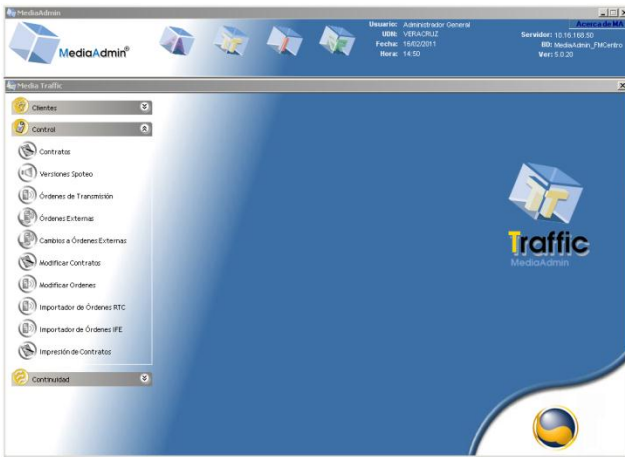 MediaAdmin
MediaAdmin®
Usuario: Administrador General
UDN: VERACRUZ
Fecha: 16/02/2011
Hora: 14:50
Acerca de MA
Servidor: 10.16.168.50
BD: MediaAdmin_FMCentro
Ver: 5.0.20
Media Traffic
Clientes
Control
Contratos
Versiones Spoteo
Órdenes de Transmisión
Órdenes Externas
Cambios a Órdenes Externas
Modificar Contratos
Modificar Ordenes
Importador de Órdenes RTC
Importador de Órdenes IFE
Impresión de Contratos
Continuidad
Traffic
MediaAdmin